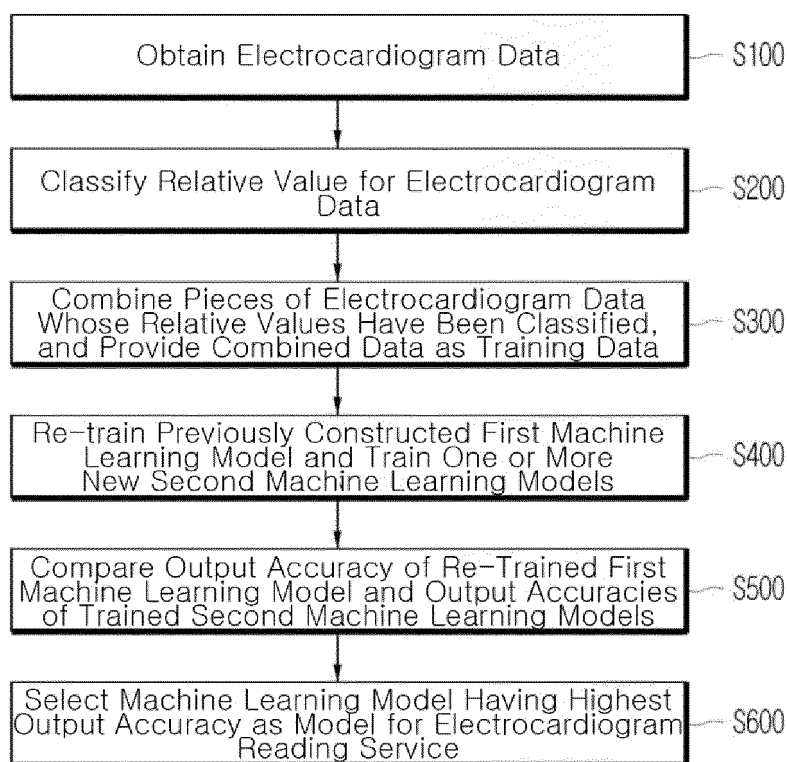 Obtain Electrocardiogram Data
S100
Classify Relative Value for Electrocardiogram
Data
S200
Combine Pieces of Electrocardiogram Data
Whose Relative Values Have Been Classified,
and Provide Combined Data as Training Data
S300
Re-train Previously Constructed First Machine
Learning Model and Train One or More
New Second Machine Learning Models
S400
Compare Output Accuracy of Re-Trained First
Machine Learning Model and Output Accuracies
of Trained Second Machine Learning Models
S500
Select Machine Learning Model Having Highest
Output Accuracy as Model for Electrocardiogram
Reading Service
S600